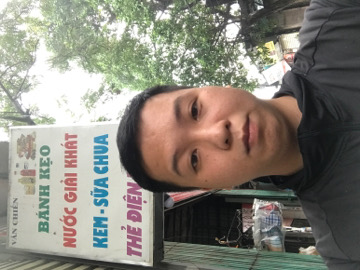 VĂN CHIẾN
BÁNH KẸO
NƯỚC GIẢI KHÁT
KEM - SỮA CHUA
THẺ ĐIỆN